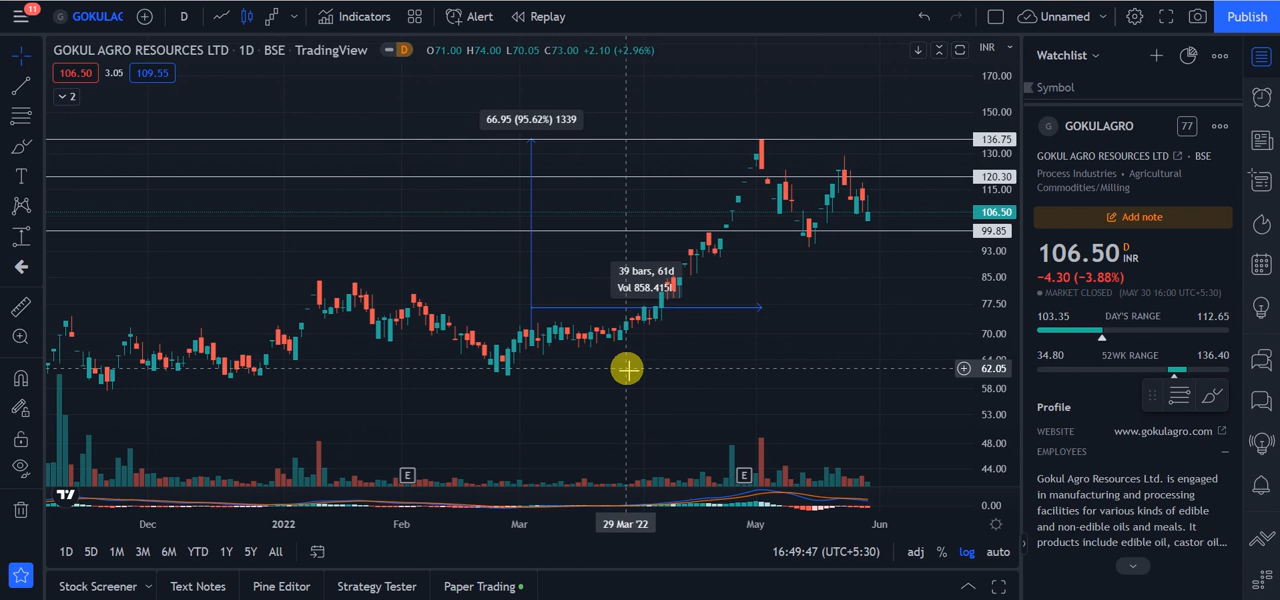 11
G GOKULAC
D
Indicators
Alert
Replay
Unnamed
Publish
GOKUL AGRO RESOURCES LTD · 1D · BSE · TradingView
D
O71.00 H74.00 L70.05 C73.00 +2.10 (+2.96%)
INR
106.50 3.05 109.55
2
66.95 (95.62%) 1339
39 bars, 61d
170.00
150.00
136.75
130.00
120.30
115.00
106.50
99.85
93.00
85.00
77.50
70.00
62.05
58.00
53.00
48.00
44.00
0.00
E
E
Dec
2022
Feb
Mar
29 Mar '22
May
Jun
1D 5D 1M 3M 6M YTD 1Y 5Y All
16:49:47 (UTC+5:30)
adj % log auto
Stock Screener
Text Notes
Pine Editor
Strategy Tester
Paper Trading
Watchlist
Symbol
G GOKULAGRO
77
GOKUL AGRO RESOURCES LTD · BSE
Process Industries • Agricultural
Commodities/Milling
Add note
106.50 D INR
−4.30 (−3.88%)
MARKET CLOSED (MAY 30 16:00 UTC+5:30)
103.35 DAY'S RANGE 112.65
34.80 52WK RANGE 136.40
Profile
WEBSITE www.gokulagro.com
EMPLOYEES –
Gokul Agro Resources Ltd. is engaged
in manufacturing and processing
facilities for various kinds of edible
and non-edible oils and meals. It
products include edible oil, castor oil...